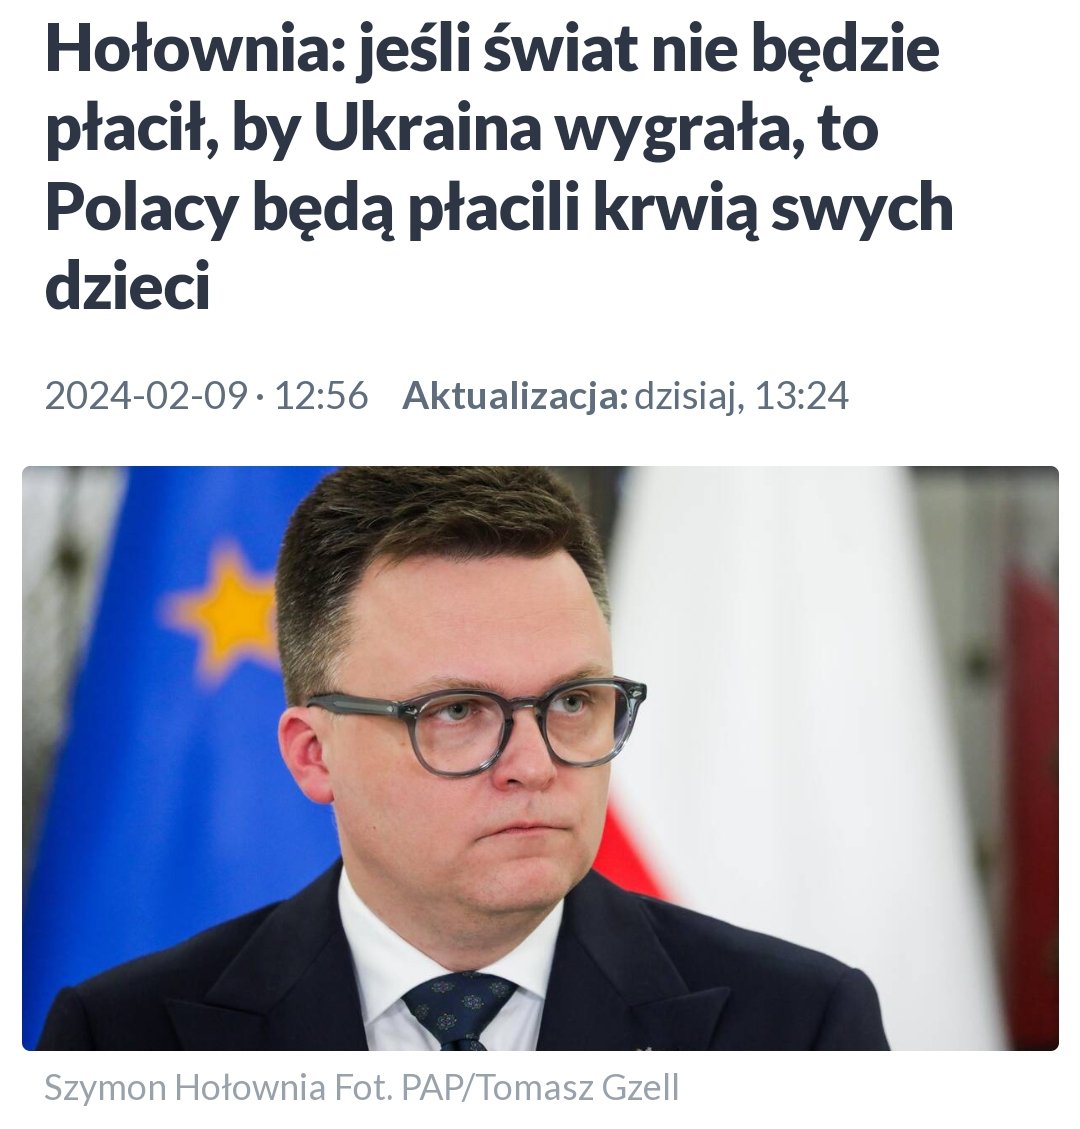 Hołownia: jeśli świat nie będzie
płacił, by Ukraina wygrała, to
Polacy będą płacili krwią swych
dzieci
2024-02-09 · 12:56 Aktualizacja: dzisiaj, 13:24
Szymon Hołownia Fot. PAP/Tomasz Gzell